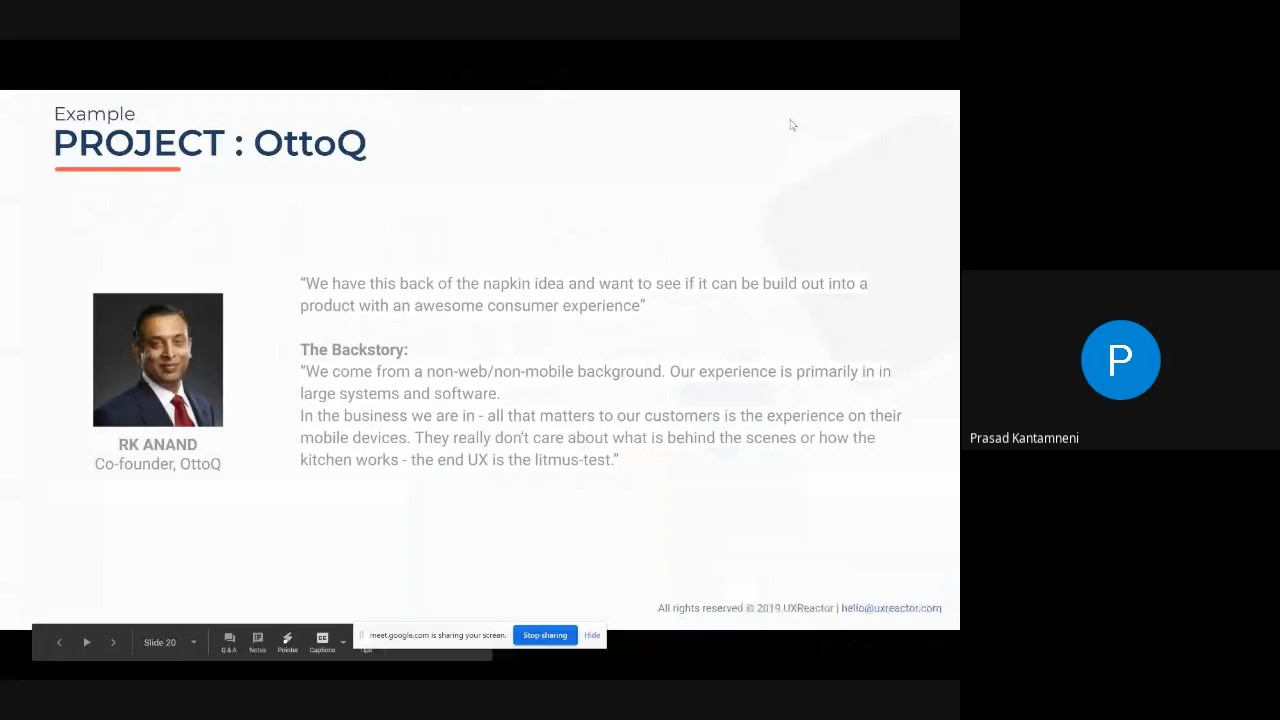 Example
PROJECT : OttoQ
“We have this back of the napkin idea and want to see if it can be build out into a
product with an awesome consumer experience”
The Backstory:
“We come from a non-web/non-mobile background. Our experience is primarily in in
large systems and software.
In the business we are in - all that matters to our customers is the experience on their
mobile devices. They really don't care about what is behind the scenes or how the
kitchen works - the end UX is the litmus-test.”
RK ANAND
Co-founder, OttoQ
All rights reserved © 2019 UXReactor | hello@uxreactor.com
Slide 20
Q & A
Notes
Pointer
Captions
Tips
meet.google.com is sharing your screen.
Stop sharing
Hide
P
Prasad Kantamneni